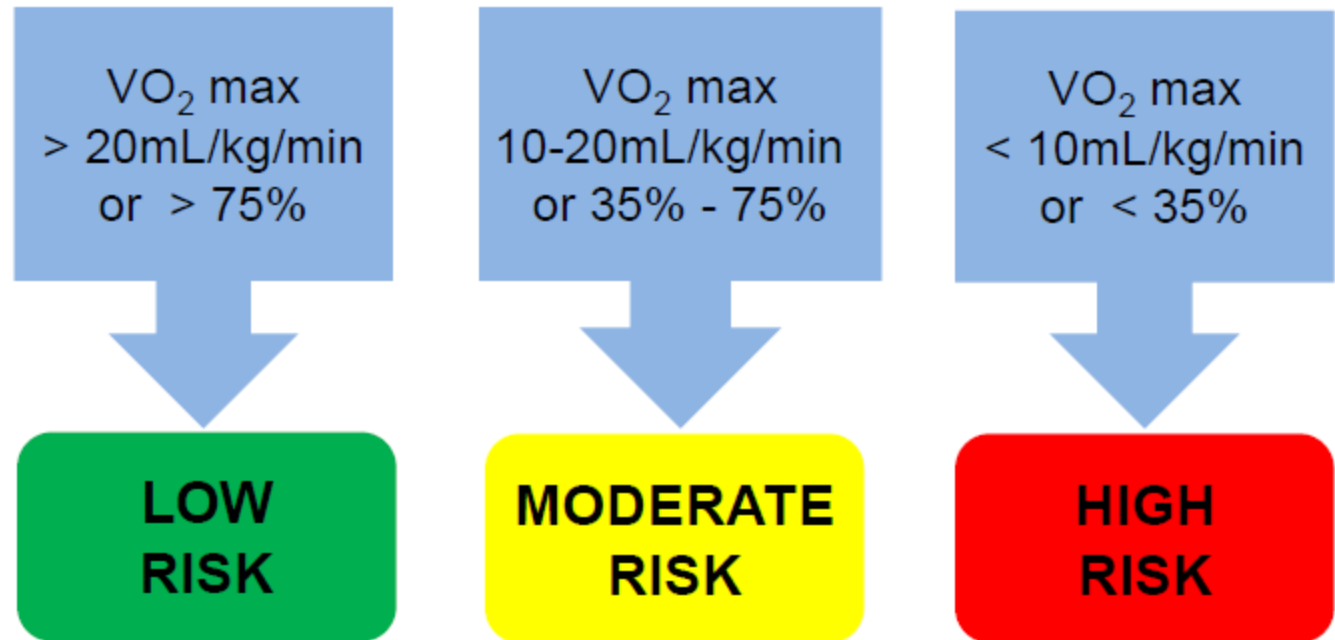 VO₂ max
> 20mL/kg/min
or > 75%
VO₂ max
10-20mL/kg/min
or 35% - 75%
VO₂ max
< 10mL/kg/min
or < 35%
LOW
RISK
MODERATE
RISK
HIGH
RISK